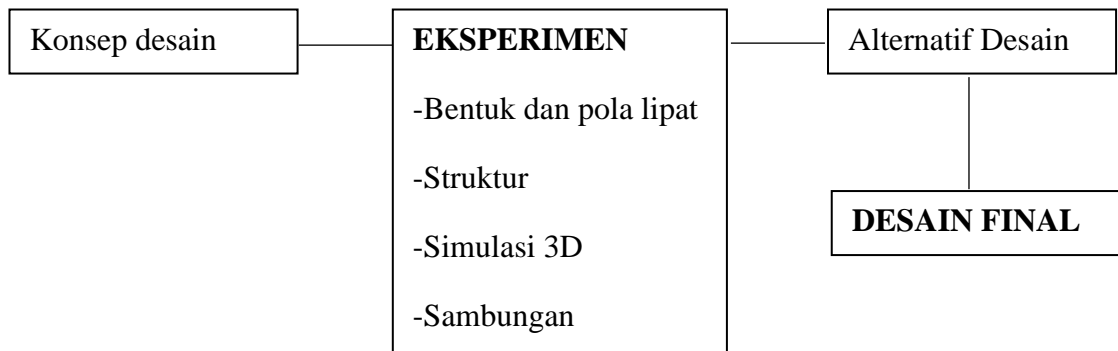 Konsep desain
EKSPERIMEN
-Bentuk dan pola lipat
-Struktur
-Simulasi 3D
-Sambungan
Alternatif Desain
DESAIN FINAL